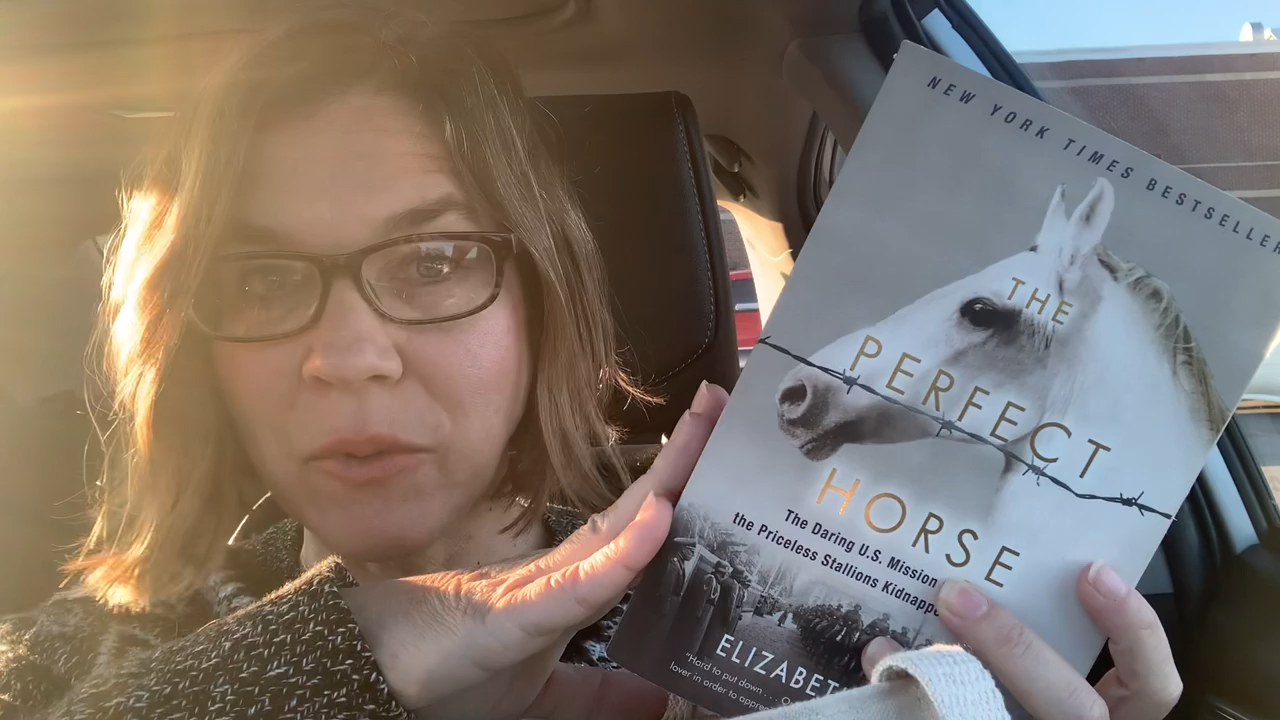 NEW YORK TIMES BESTSELLER
THE
PERFECT
HORSE
The Daring U.S. Mission
the Priceless Stallions Kidnappe
ELIZABET
"Hard to put down . . . O
lover in order to appre